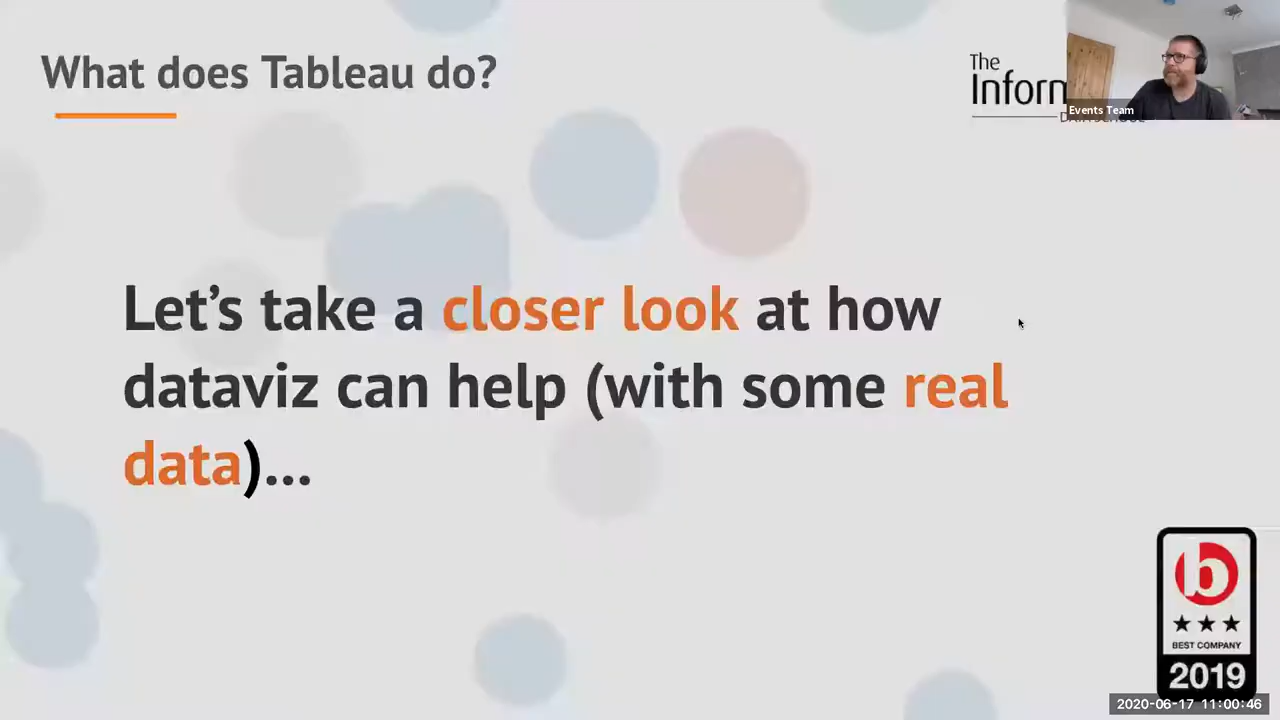 What does Tableau do?
The
Inform
Events Team
Let’s take a closer look at how
dataviz can help (with some real
data)...
b
BEST COMPANY
2019
2020-06-17 11:00:46